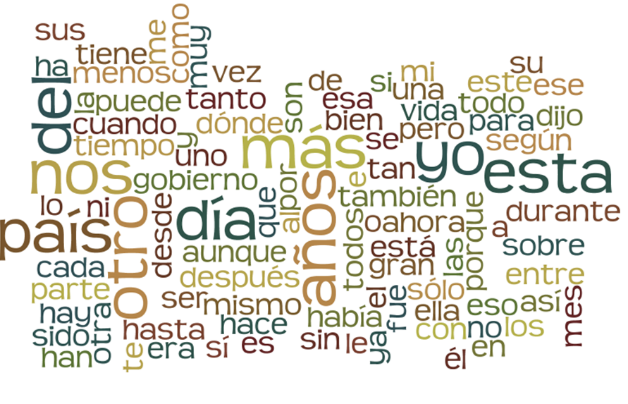 sus
me
como
tiene
ha
menos
muy
vez
de
si
mi
una
su
este
ese
del
la
puede
tanto
son
esa
vida
todo
cuando
y
dónde
bien
para
dijo
tiempo
uno
más
se
pero
yo
según
nos
gobierno
que
al
por
tan
e
esta
también
lo
ni
otro
desde
día
años
todos
o
ahora
porque
a
durante
país
aunque
está
las
sobre
cada
después
gran
entre
parte
ser
mismo
había
el
fue
sólo
ella
eso
así
mes
hay
sido
otra
hasta
hace
con
no
los
han
te
era
sí
es
sin
le
ya
él
en